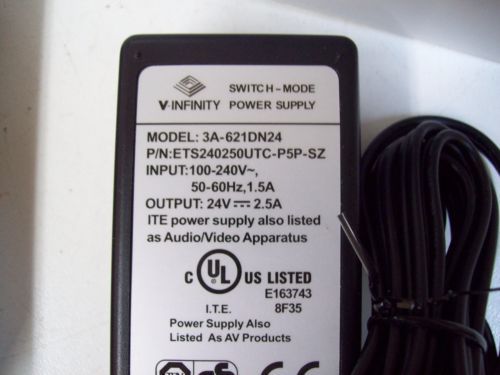 SWITCH-MODE
V-INFINITY POWER SUPPLY
MODEL: 3A-621DN24
P/N:ETS240250UTC-P5P-SZ
INPUT:100-240V~,
50-60Hz,1.5A
OUTPUT: 24V⎓2.5A
ITE power supply also listed
as Audio/Video Apparatus
C UL US LISTED
E163743
I.T.E. 8F35
Power Supply Also
Listed As AV Products